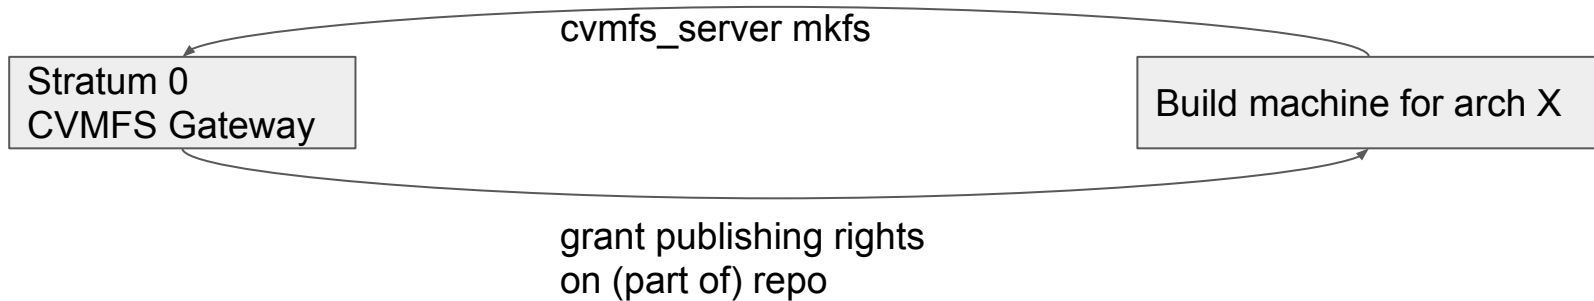 cvmfs_server mkfs
Stratum 0
CVMFS Gateway
Build machine for arch X
grant publishing rights
on (part of) repo